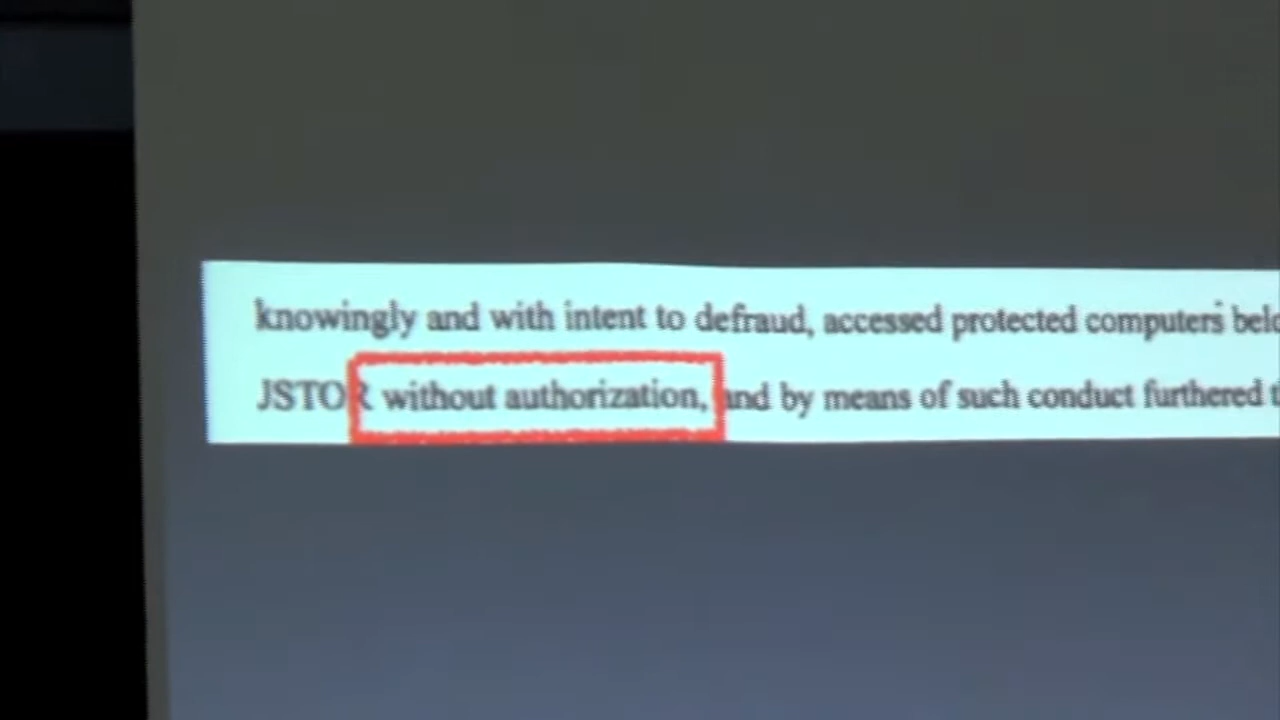 knowingly and with intent to defraud, accessed protected computers
JSTOR without authorization, and by means of such conduct furthered